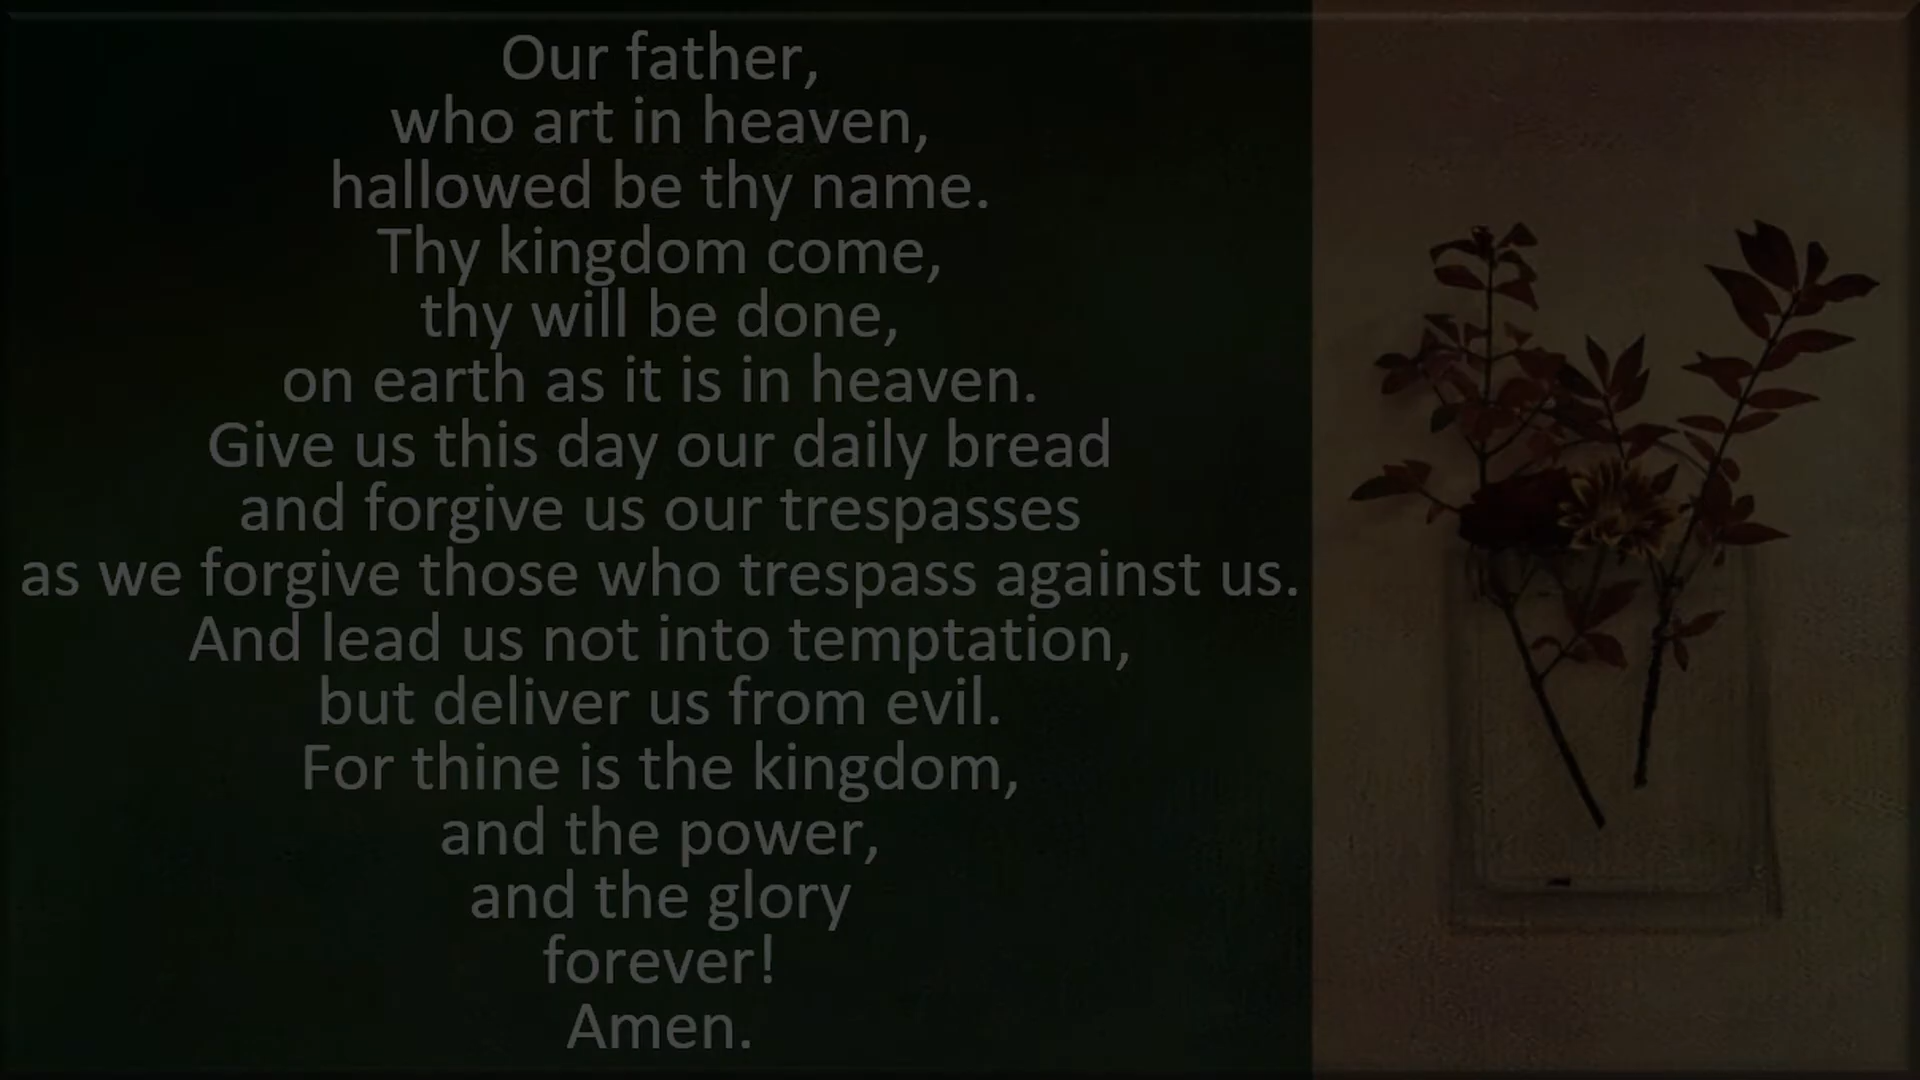 Our father,
who art in heaven,
hallowed be thy name.
Thy kingdom come,
thy will be done,
on earth as it is in heaven.
Give us this day our daily bread
and forgive us our trespasses
as we forgive those who trespass against us.
And lead us not into temptation,
but deliver us from evil.
For thine is the kingdom,
and the power,
and the glory
forever!
Amen.